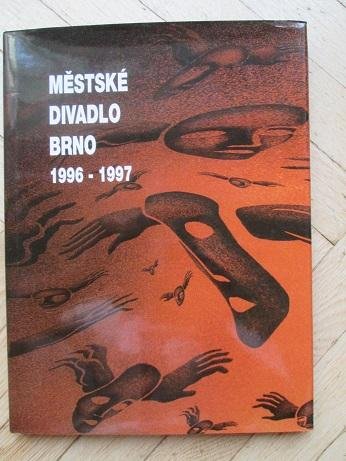 MĚSTSKÉ
DIVADLO
BRNO
1996 - 1997